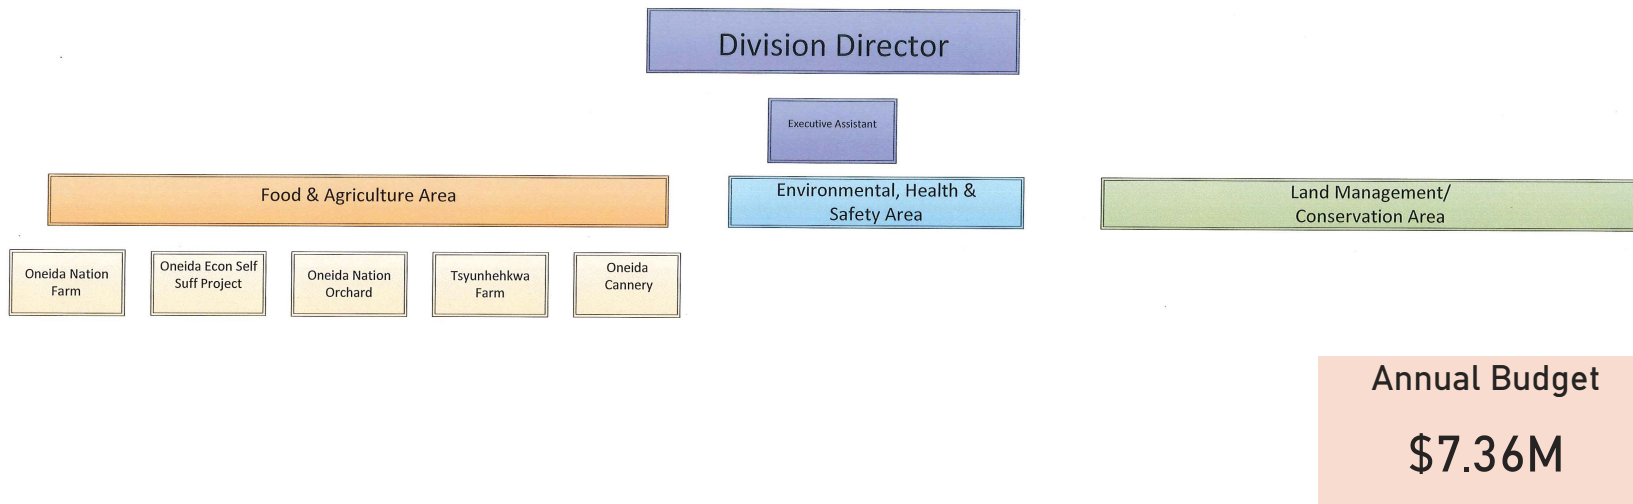 Division Director
Executive Assistant
Food & Agriculture Area
Environmental, Health &
Safety Area
Land Management/
Conservation Area
Oneida Nation
Farm
Oneida Econ Self
Suff Project
Oneida Nation
Orchard
Tsyunhehkwa
Farm
Oneida
Cannery
Annual Budget
$7.36M